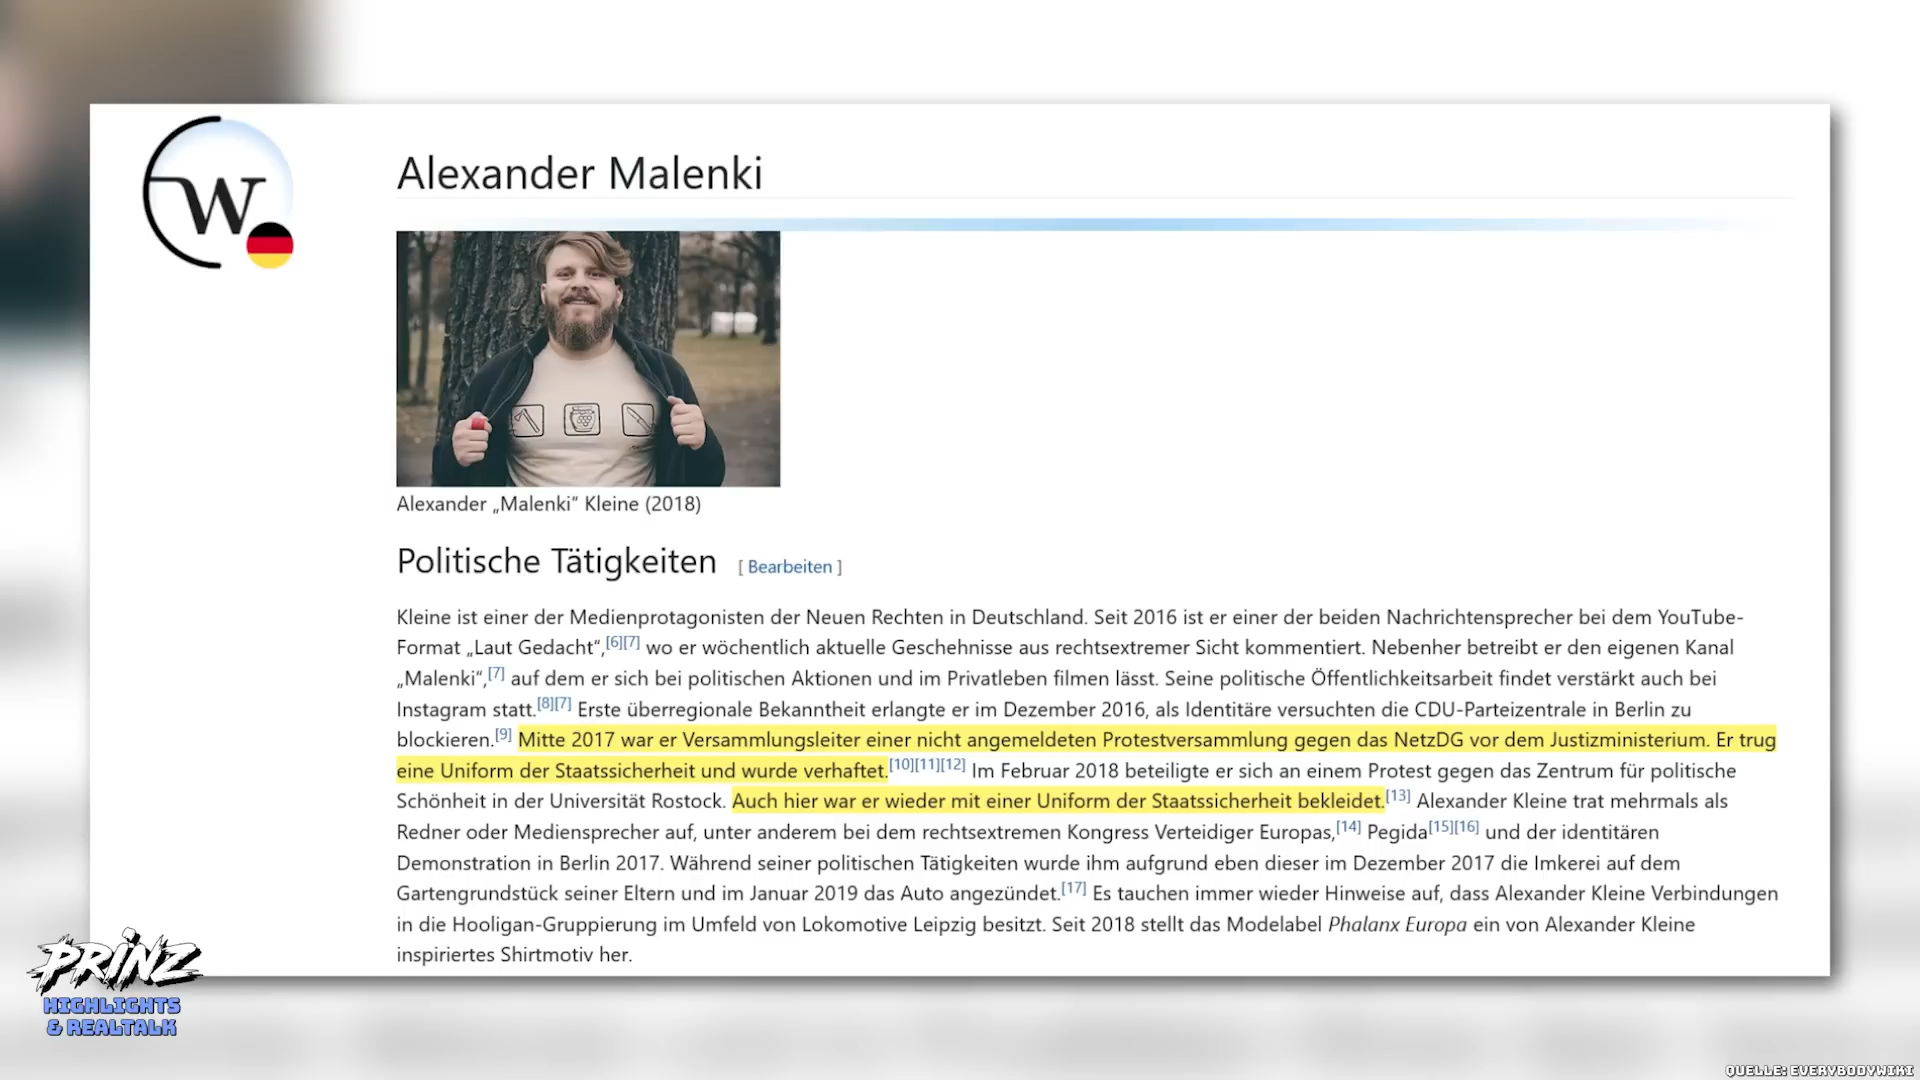 W
Alexander Malenki
Alexander „Malenki“ Kleine (2018)
Politische Tätigkeiten [ Bearbeiten ]
Kleine ist einer der Medienprotagonisten der Neuen Rechten in Deutschland. Seit 2016 ist er einer der beiden Nachrichtensprecher bei dem YouTube-
Format „Laut Gedacht“,[6][7] wo er wöchentlich aktuelle Geschehnisse aus rechtsextremer Sicht kommentiert. Nebenher betreibt er den eigenen Kanal
„Malenki“,[7] auf dem er sich bei politischen Aktionen und im Privatleben filmen lässt. Seine politische Öffentlichkeitsarbeit findet verstärkt auch bei
Instagram statt.[8][7] Erste überregionale Bekanntheit erlangte er im Dezember 2016, als Identitäre versuchten die CDU-Parteizentrale in Berlin zu
blockieren.[9] Mitte 2017 war er Versammlungsleiter einer nicht angemeldeten Protestversammlung gegen das NetzDG vor dem Justizministerium. Er trug
eine Uniform der Staatssicherheit und wurde verhaftet.[10][11][12] Im Februar 2018 beteiligte er sich an einem Protest gegen das Zentrum für politische
Schönheit in der Universität Rostock. Auch hier war er wieder mit einer Uniform der Staatssicherheit bekleidet.[13] Alexander Kleine trat mehrmals als
Redner oder Mediensprecher auf, unter anderem bei dem rechtsextremen Kongress Verteidiger Europas,[14] Pegida[15][16] und der identitären
Demonstration in Berlin 2017. Während seiner politischen Tätigkeiten wurde ihm aufgrund eben dieser im Dezember 2017 die Imkerei auf dem
Gartengrundstück seiner Eltern und im Januar 2019 das Auto angezündet.[17] Es tauchen immer wieder Hinweise auf, dass Alexander Kleine Verbindungen
in die Hooligan-Gruppierung im Umfeld von Lokomotive Leipzig besitzt. Seit 2018 stellt das Modelabel Phalanx Europa ein von Alexander Kleine
inspiriertes Shirtmotiv her.
PRINZ
HIGHLIGHTS
& REALTALK
QUELLE: EVERYBODYWIKI